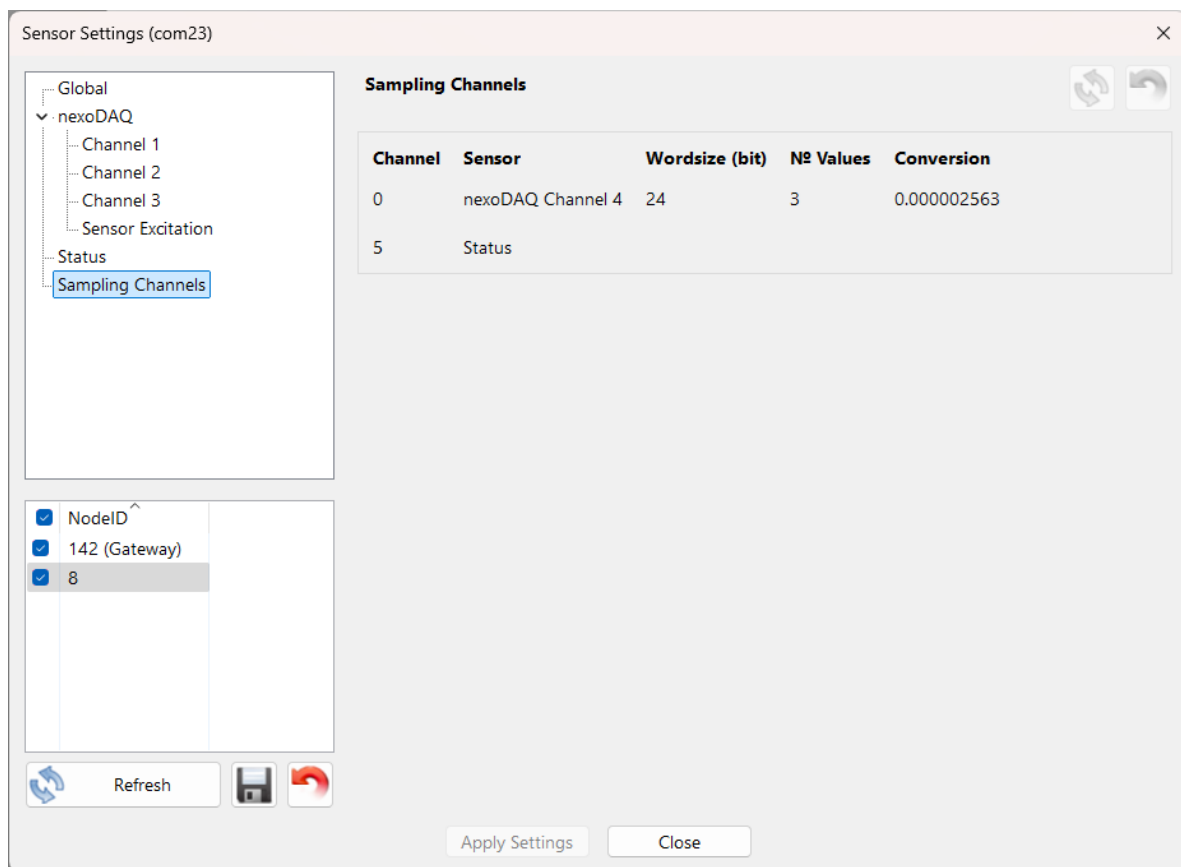 Sensor Settings (com23)
Global
nexoDAQ
Channel 1
Channel 2
Channel 3
Sensor Excitation
Status
Sampling Channels
Sampling Channels
Channel Sensor Wordsize (bit) Nº Values Conversion
0 nexoDAQ Channel 4 24 3 0.000002563
5 Status
NodeID
142 (Gateway)
8
Refresh
Apply Settings Close